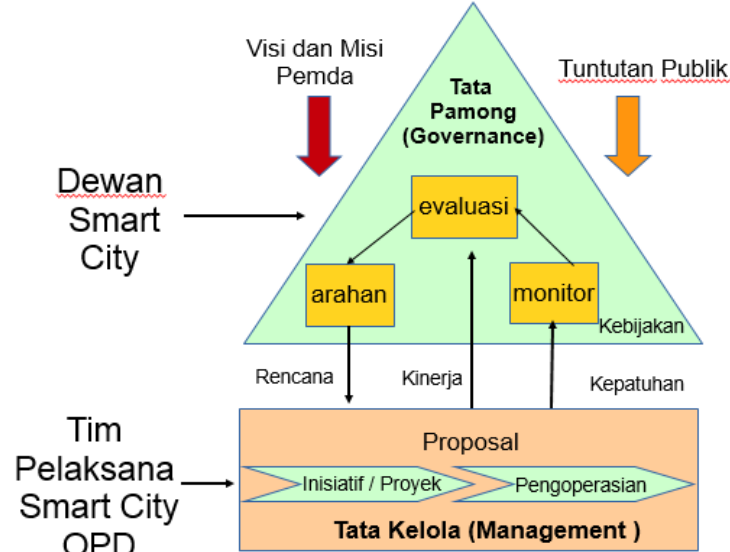 Visi dan Misi
Pemda
Tuntutan Publik
Tata
Pamong
(Governance)
Dewan
Smart
City
evaluasi
arahan
monitor
Kebijakan
Rencana
Kinerja
Kepatuhan
Tim
Pelaksana
Smart City
OPD
Proposal
Inisiatif / Proyek
Pengoperasian
Tata Kelola (Management )